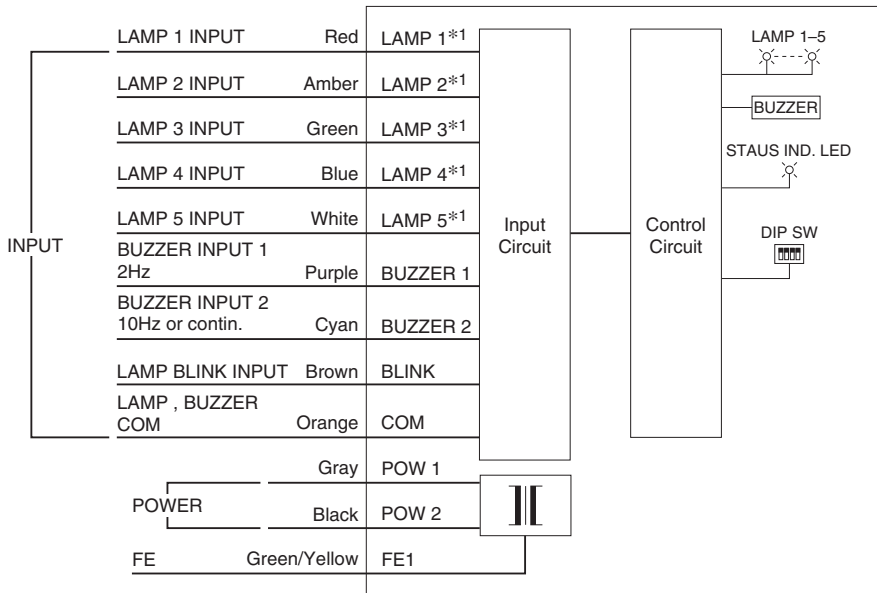 LAMP 1 INPUT Red LAMP 1*1
LAMP 2 INPUT Amber LAMP 2*1
LAMP 3 INPUT Green LAMP 3*1
LAMP 4 INPUT Blue LAMP 4*1
LAMP 5 INPUT White LAMP 5*1
INPUT
BUZZER INPUT 1
2Hz Purple BUZZER 1
BUZZER INPUT 2
10Hz or contin. Cyan BUZZER 2
LAMP BLINK INPUT Brown BLINK
LAMP , BUZZER
COM Orange COM
Gray POW 1
POWER
Black POW 2
FE Green/Yellow FE1
Input
Circuit
Control
Circuit
LAMP 1–5
BUZZER
STAUS IND. LED
DIP SW